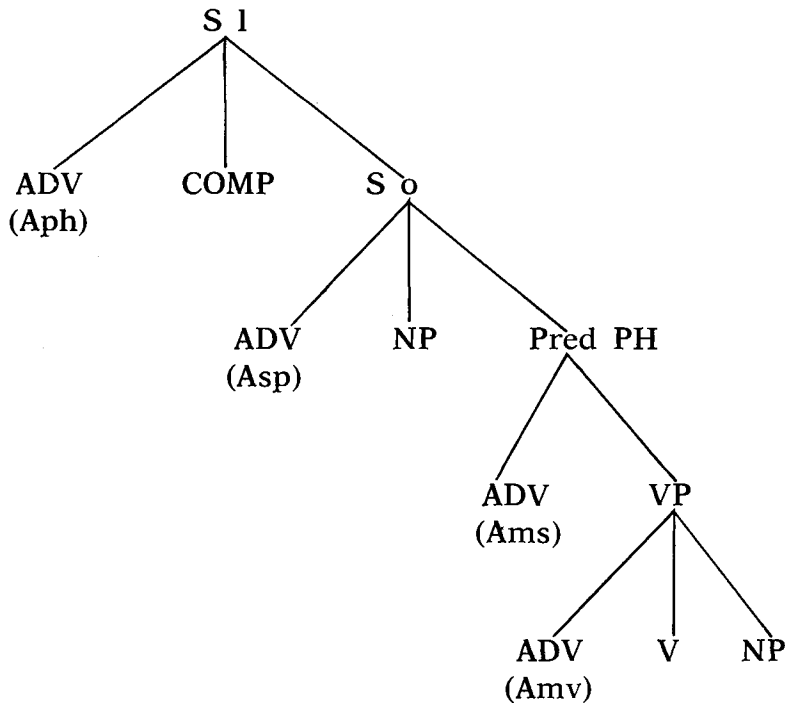 S 1
ADV COMP S o
(Aph)
ADV NP Pred PH
(Asp)
ADV VP
(Ams)
ADV V NP
(Amv)